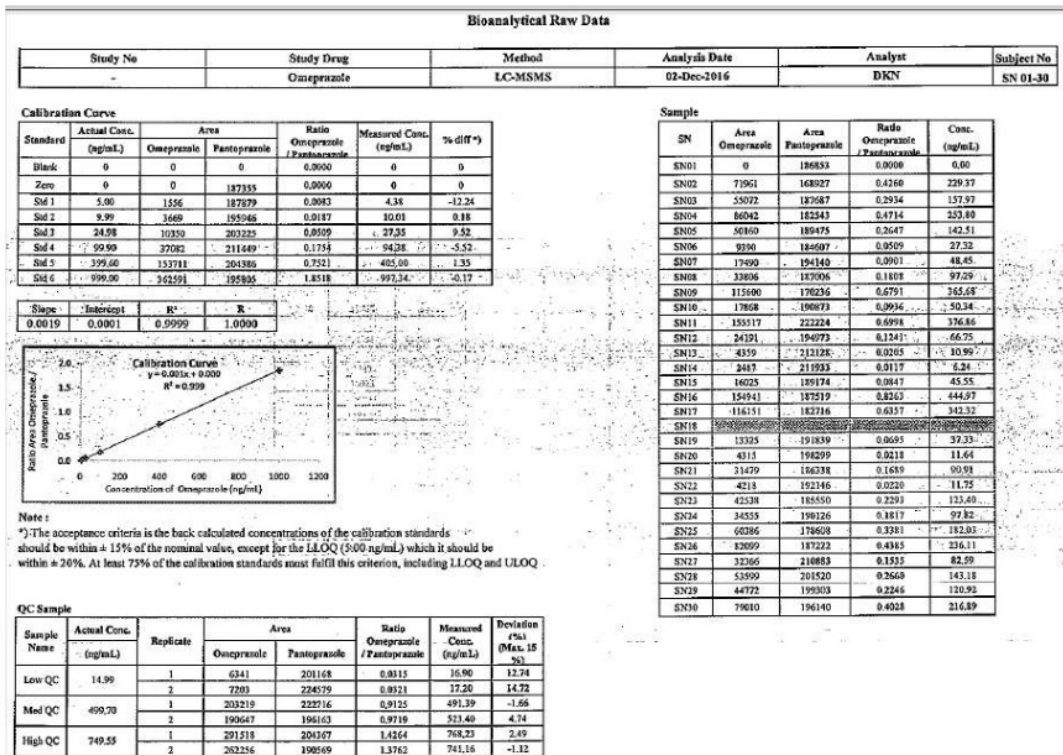 Bioanalytical Raw Data
Study No Study Drug Method Analysis Date Analyst Subject No
- Omeprazole LC-MSMS 02-Dec-2016 DKN SN 01-30
Calibration Curve
Standard Actual Conc. (ng/mL) Area Omeprazole Pantoprazole Ratio Omeprazole / Pantoprazole Measured Conc. (ng/mL) % diff *)
Blank 0 0 0 0,0000 0 0
Zero 0 0 187355 0,0000 0 0
Std 1 5,00 1556 187879 0,0083 4,38 -12,24
Std 2 9,99 3669 195946 0,0187 10,01 0,18
Std 3 24,98 10350 203225 0,0509 27,35 9,52
Std 4 99,90 37082 211449 0,1754 94,38 -5,52
Std 5 399,60 153711 204386 0,7521 405,00 1,35
Std 6 999,00 362591 195805 1,8518 997,34 -0,17
Slope Intercept R² R
0.0019 0.0001 0.9999 1.0000
Calibration Curve
y = 0.001x + 0.000
R² = 0.999
Ratio Area Omeprazole / Pantoprazole
2.0
1.5
1.0
0.5
0.0
0 200 400 600 800 1000 1200
Concentration of Omeprazole (ng/mL)
Note :
*) The acceptance criteria is the back calculated concentrations of the calibration standards
should be within ± 15% of the nominal value, except for the LLOQ (5:00 ng/mL) which it should be
within ± 20%. At least 75% of the calibration standards must fulfil this criterion, including LLOQ and ULOQ
QC Sample
Sample Name Actual Conc. (ng/mL) Replicate Area Omeprazole Pantoprazole Ratio Omeprazole / Pantoprazole Measured Conc. (ng/mL) Deviation (%) (Max. 15 %)
Low QC 14,99 1 6341 201168 0,0315 16,90 12,74
2 7203 224579 0,0321 17,20 14,72
Med QC 499,70 1 203219 222716 0,9125 491,39 -1,66
2 190647 196163 0,9719 523,40 4,74
High QC 749,55 1 291518 204367 1,4264 768,23 2,49
2 262256 190569 1,3762 741,16 -1,12
Sample
SN Area Omeprazole Area Pantoprazole Ratio Omeprazole / Pantoprazole Conc. (ng/mL)
SN01 0 186853 0,0000 0,00
SN02 71961 168927 0,4260 229,37
SN03 55072 187687 0,2934 157,97
SN04 86042 182543 0,4714 253,80
SN05 50160 189475 0,2647 142,51
SN06 9390 184607 0,0509 27,32
SN07 17490 194140 0,0901 48,45
SN08 33806 187006 0,1808 97,29
SN09 115600 170236 0,6791 365,68
SN10 17868 190873 0,0936 50,34
SN11 155517 222224 0,6998 376,86
SN12 24191 194973 0,1241 66,75
SN13 4359 212128 0,0205 10,99
SN14 2487 211933 0,0117 6,24
SN15 16025 189174 0,0847 45,55
SN16 154941 187519 0,8263 444,97
SN17 116151 182716 0,6357 342,32
SN18
SN19 13325 191839 0,0695 37,33
SN20 4315 198299 0,0218 11,64
SN21 31479 186338 0,1689 90,91
SN22 4218 192146 0,0220 11,75
SN23 42538 185550 0,2293 123,40
SN24 34555 190126 0,1817 97,82
SN25 60386 178608 0,3381 182,03
SN26 82099 187222 0,4385 236,11
SN27 32366 210883 0,1535 82,59
SN28 53599 201520 0,2660 143,18
SN29 44772 199303 0,2246 120,92
SN30 79010 196140 0,4028 216,89